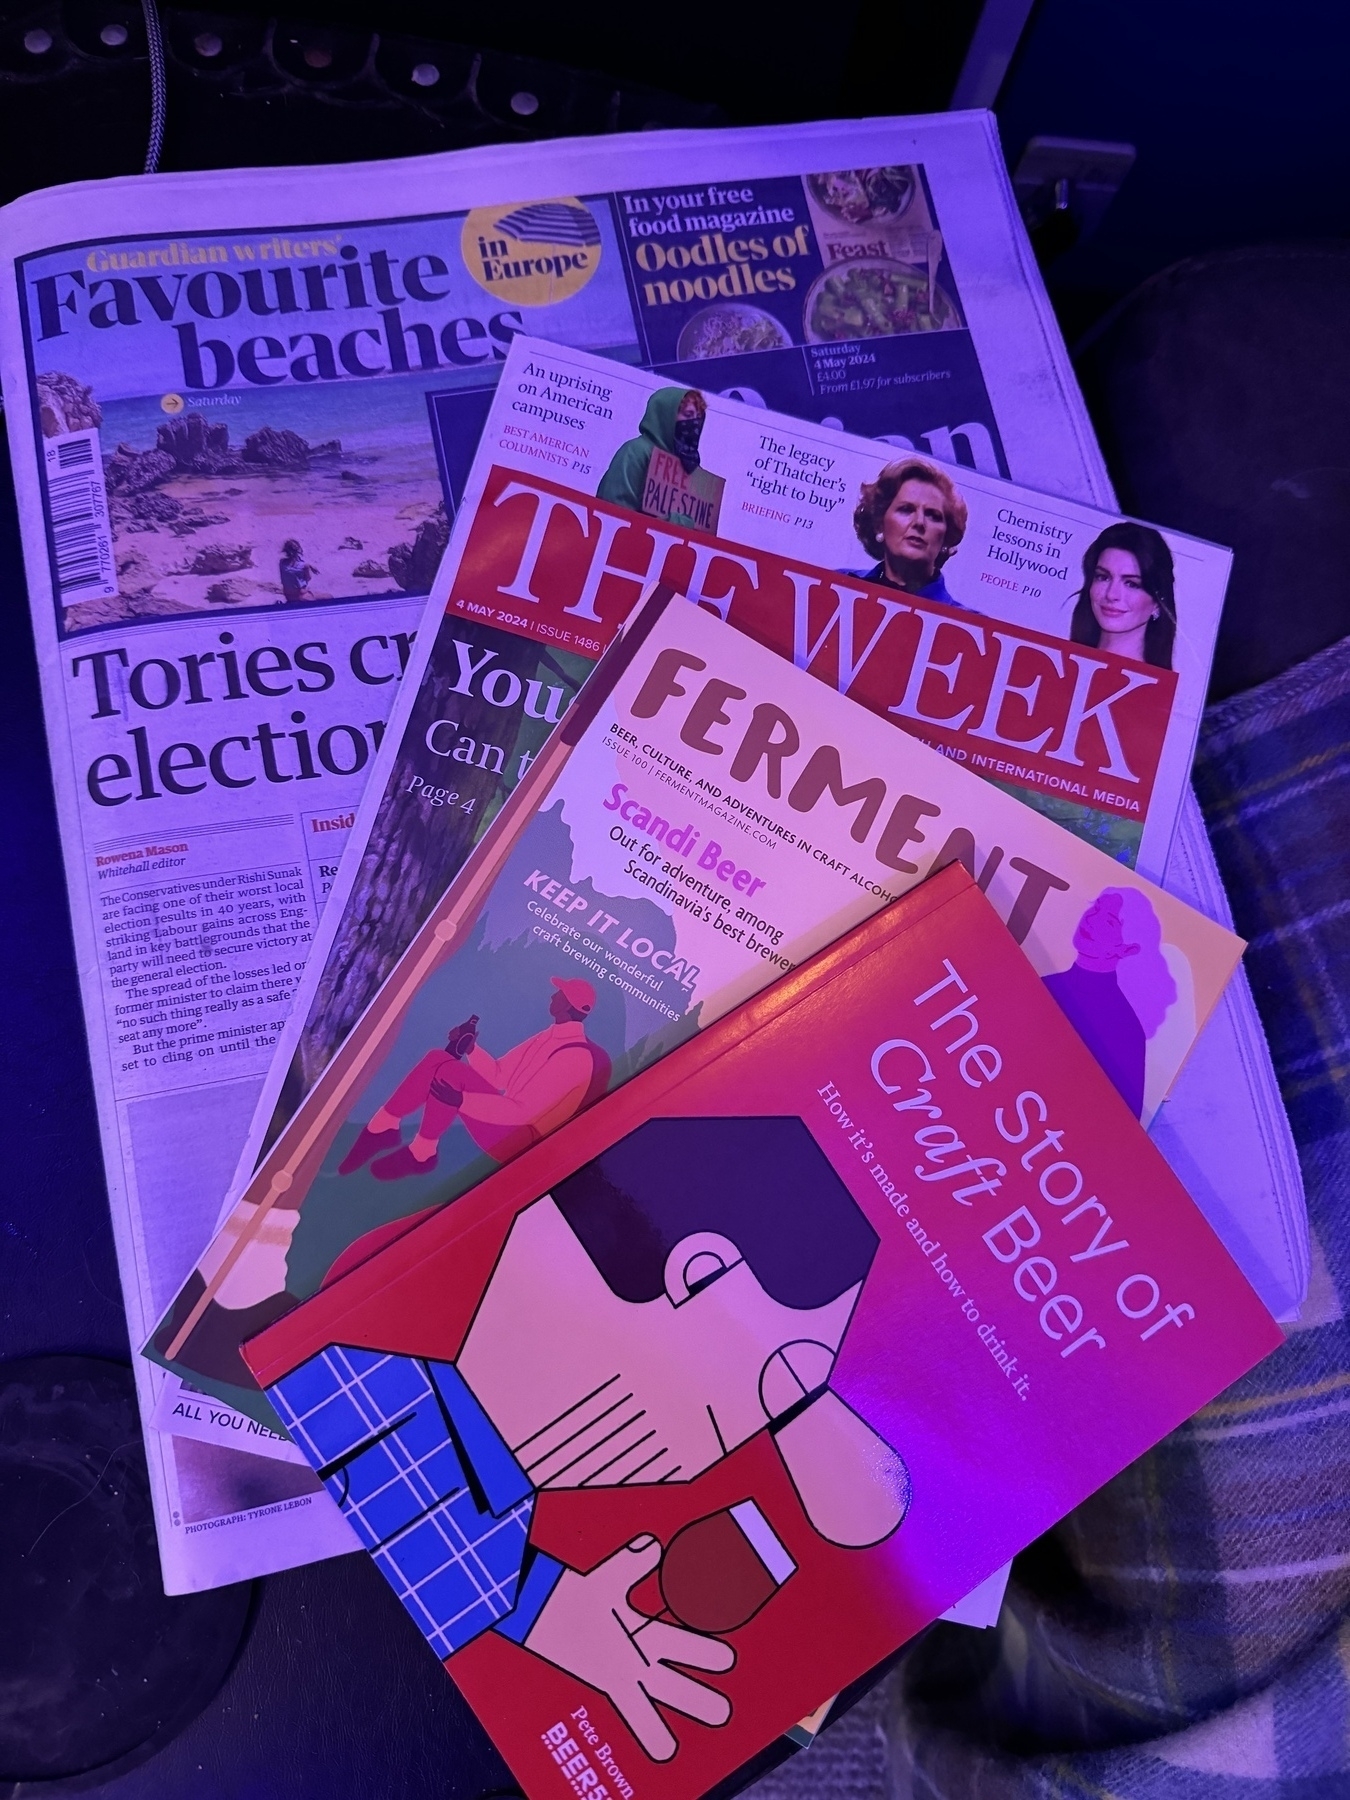 Guardian writers'
Favourite
beaches
in
Europe
Saturday
In your free
food magazine
Oodles of
noodles
Feast
Saturday
4 May 2024
£4.00
From £1.97 for subscribers
18
9 770261 307767
Tories
election
Rowena Mason
Whitehall editor
The Conservatives under Rishi Sunak
are facing one of their worst local
election results in 40 years, with
striking Labour gains across Eng-
land in key battlegrounds that the
party will need to secure victory at
the general election.
The spread of the losses led
former minister to claim there
"no such thing really as a safe
seat any more".
But the prime minister
set to cling on until the
PHOTOGRAPH: TYRONE LEBON
An uprising
on American
campuses
BEST AMERICAN
COLUMNISTS P15
FREE
PALESTINE
The legacy
of Thatcher's
"right to buy"
BRIEFING P13
Chemistry
lessons in
Hollywood
PEOPLE P10
THE WEEK
4 MAY 2024 | ISSUE 1486 |
AND INTERNATIONAL MEDIA
You
Can
Page 4
ALL YOU NEED
FERMENT
BEER, CULTURE, AND ADVENTURES IN CRAFT
ISSUE 100 | FERMENTMAGAZINE.COM
Scandi Beer
Out for adventure, among
Scandinavia's best
KEEP IT LOCAL
Celebrate our wonderful
craft brewing communities
The Story of
Craft Beer
How it's made and how to drink it.
Pete Brown
BEER5